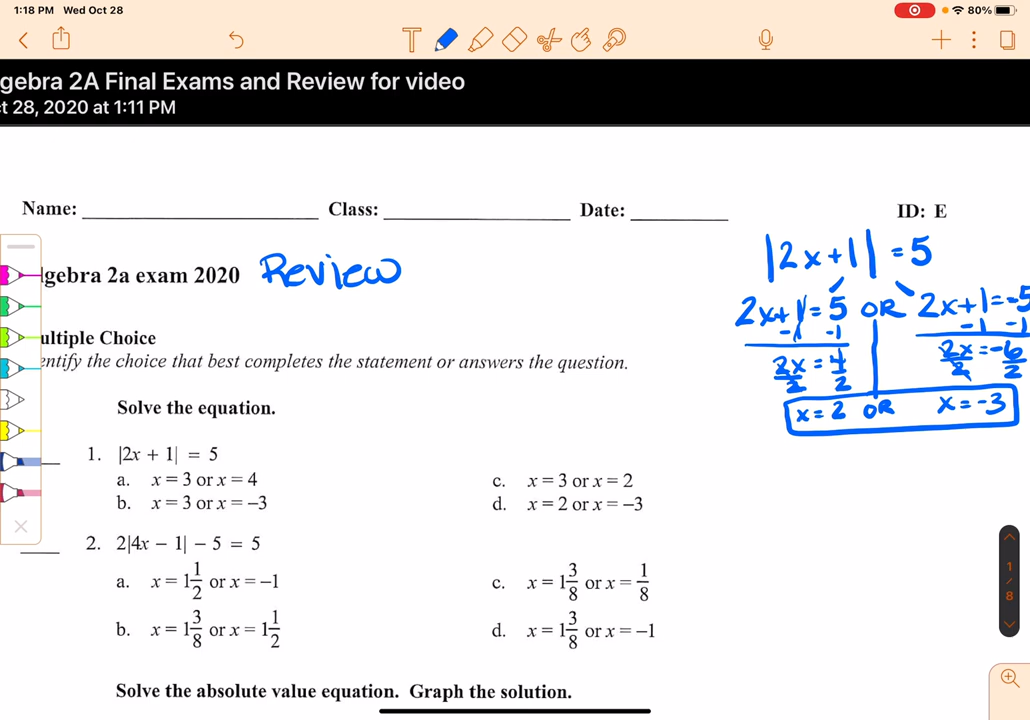 1:18 PM Wed Oct 28
80%
T
gebra 2A Final Exams and Review for video
t 28, 2020 at 1:11 PM
Name: Class: Date: ID: E
lgebra 2a exam 2020 Review
ultiple Choice
entify the choice that best completes the statement or answers the question.
Solve the equation.
1. |2x + 1| = 5
a. x = 3 or x = 4
b. x = 3 or x = −3
c. x = 3 or x = 2
d. x = 2 or x = −3
2. 2|4x − 1| − 5 = 5
a. x = 1 1/2 or x = −1
b. x = 1 3/8 or x = 1 1/2
c. x = 1 3/8 or x = 1/8
d. x = 1 3/8 or x = −1
Solve the absolute value equation. Graph the solution.
|2x+1| = 5
2x+1=5 OR 2x+1=-5
-1 -1 -1 -1
2x = 4 2x = -6
2 2 2 2
x = 2 OR x = -3
1
/
8